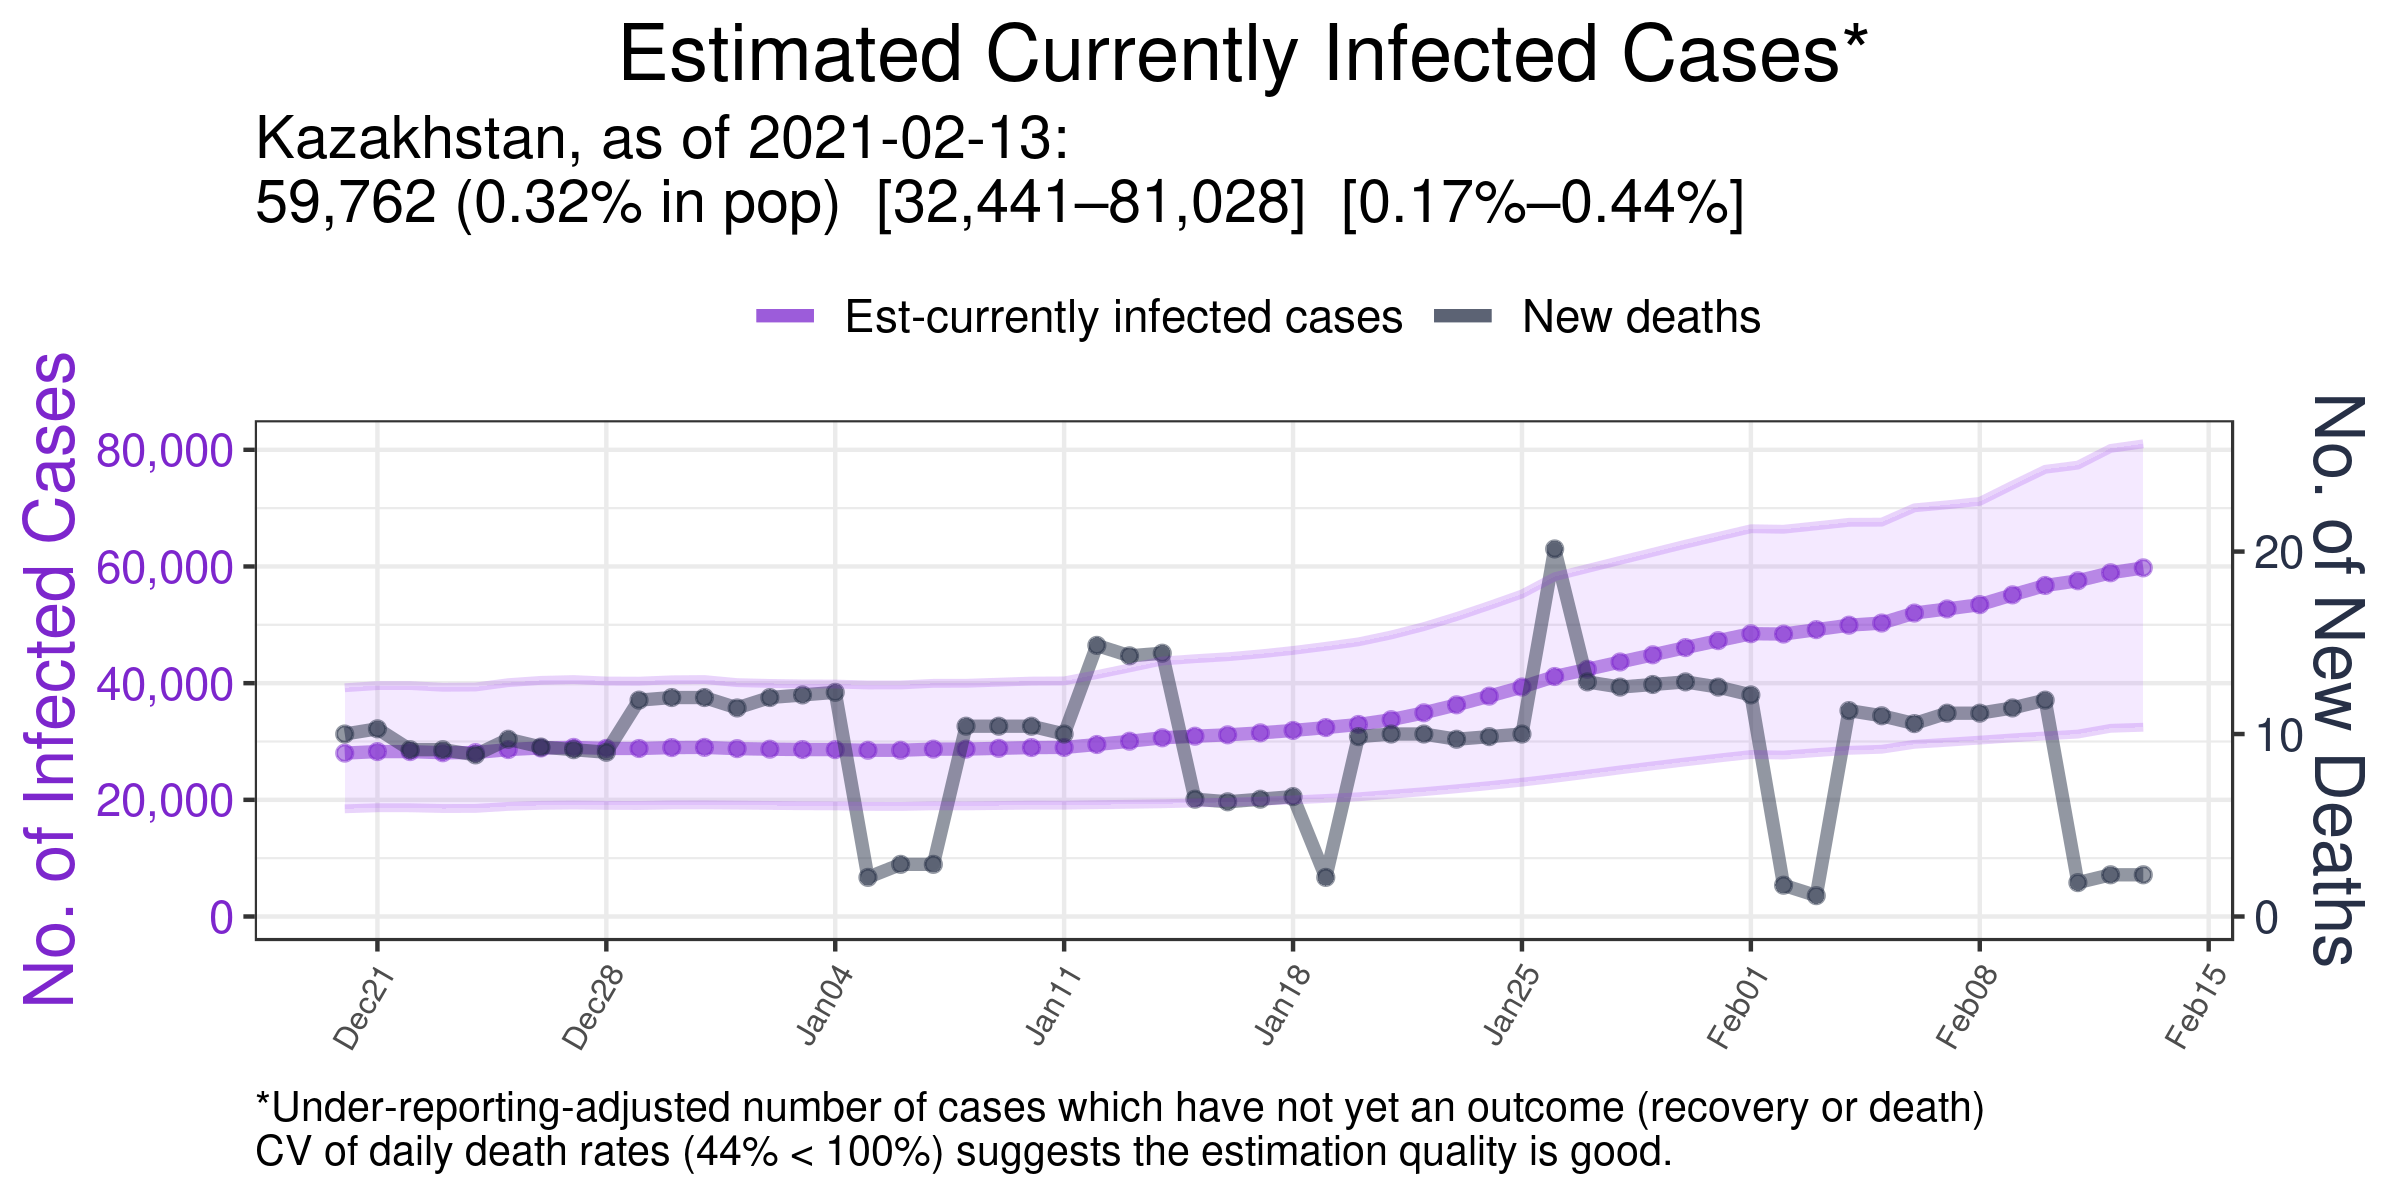 Estimated Currently Infected Cases*
Kazakhstan, as of 2021-02-13:
59,762 (0.32% in pop)  [32,441–81,028]  [0.17%–0.44%]
Est-currently infected cases
New deaths
No. of Infected Cases
80,000
60,000
40,000
20,000
0
No. of New Deaths
20
10
0
Dec21
Dec28
Jan04
Jan11
Jan18
Jan25
Feb01
Feb08
Feb15
*Under-reporting-adjusted number of cases which have not yet an outcome (recovery or death)
CV of daily death rates (44% < 100%) suggests the estimation quality is good.